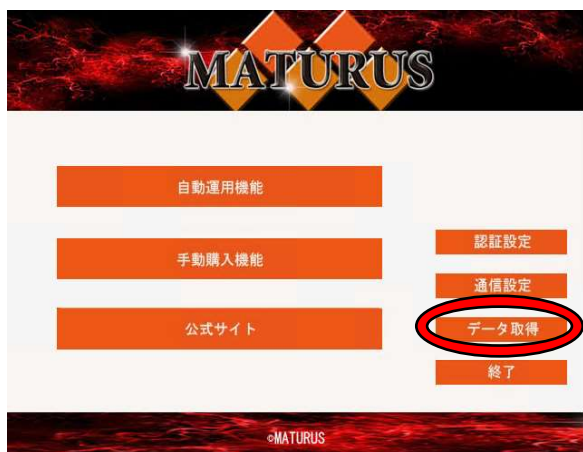 MATURUS
自動運用機能
手動購入機能
公式サイト
認証設定
通信設定
データ取得
終了
©MATURUS